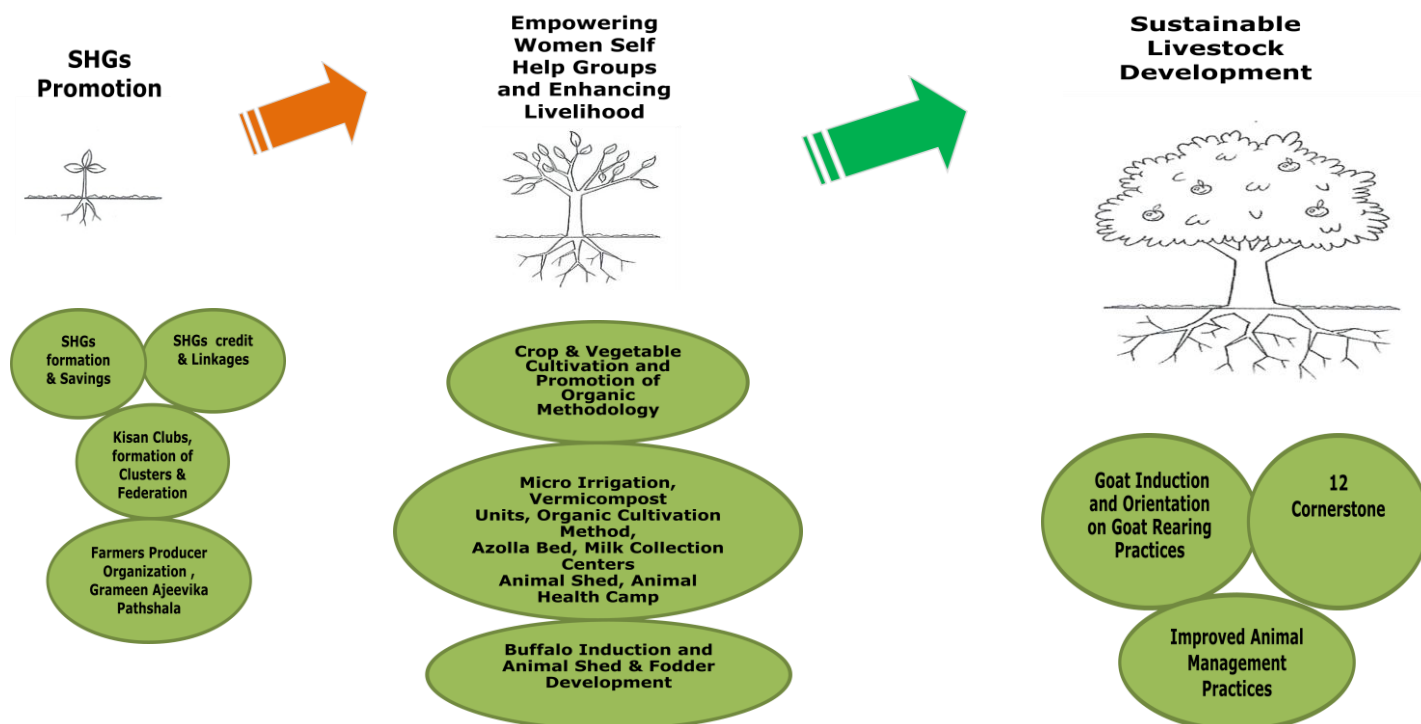 SHGs
Promotion
SHGs
formation
& Savings
SHGs credit
& Linkages
Kisan Clubs,
formation of
Clusters &
Federation
Farmers Producer
Organization ,
Grameen Ajeevika
Pathshala
Empowering
Women Self
Help Groups
and Enhancing
Livelihood
Crop & Vegetable
Cultivation and
Promotion of
Organic
Methodology
Micro Irrigation,
Vermicompost
Units, Organic Cultivation
Method,
Azolla Bed, Milk Collection
Centers
Animal Shed, Animal
Health Camp
Buffalo Induction and
Animal Shed & Fodder
Development
Sustainable
Livestock
Development
Goat Induction
and Orientation
on Goat Rearing
Practices
12
Cornerstone
Improved Animal
Management
Practices